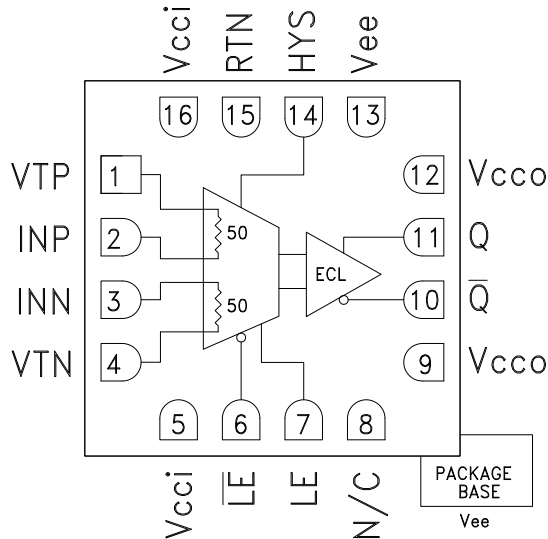 Vcci RTN HYS Vee
16 15 14 13
VTP 1 12 Vcco
50
INP 2 11 Q
ECL
INN 3 10 Q̅
50
VTN 4 9 Vcco
5 6 7 8
Vcci L̅E̅ LE N/C
PACKAGE
BASE
Vee